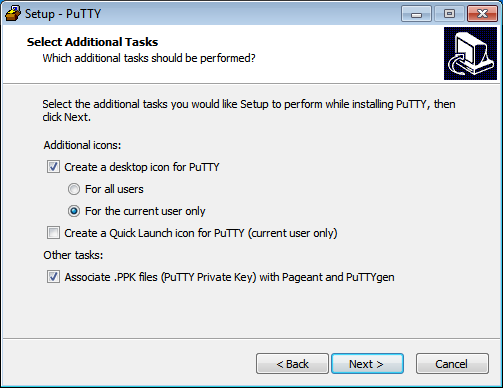 Setup - PuTTY
Select Additional Tasks
Which additional tasks should be performed?
Select the additional tasks you would like Setup to perform while installing PuTTY, then
click Next.
Additional icons:
Create a desktop icon for PuTTY
For all users
For the current user only
Create a Quick Launch icon for PuTTY (current user only)
Other tasks:
Associate .PPK files (PuTTY Private Key) with Pageant and PuTTYgen
< Back
Next >
Cancel